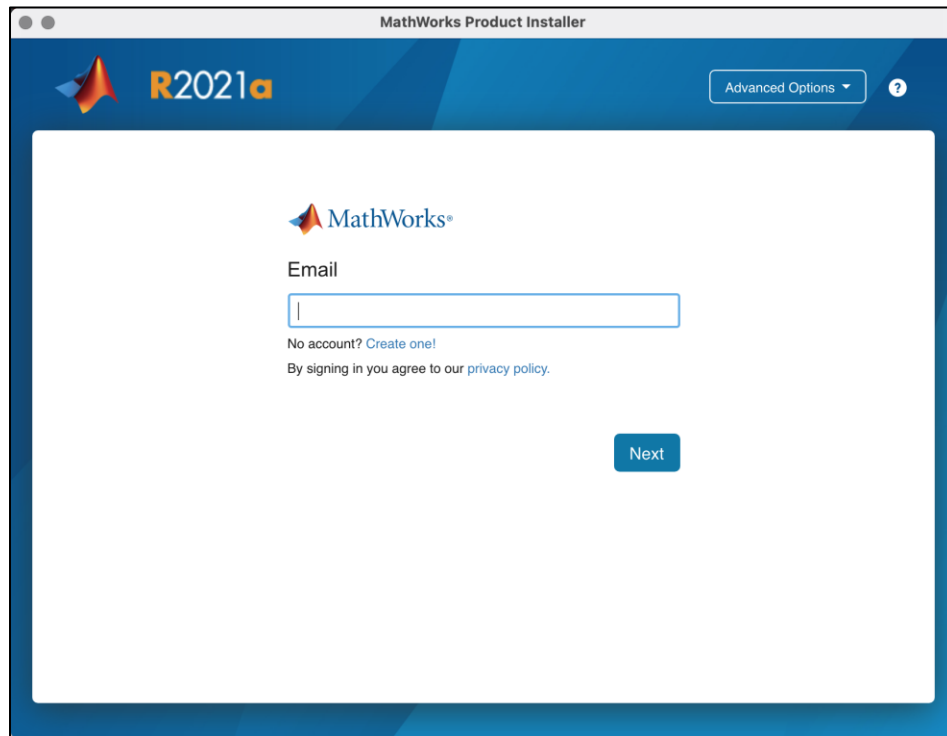 MathWorks Product Installer
R2021a
Advanced Options
?
MathWorks®
Email
No account? Create one!
By signing in you agree to our privacy policy.
Next